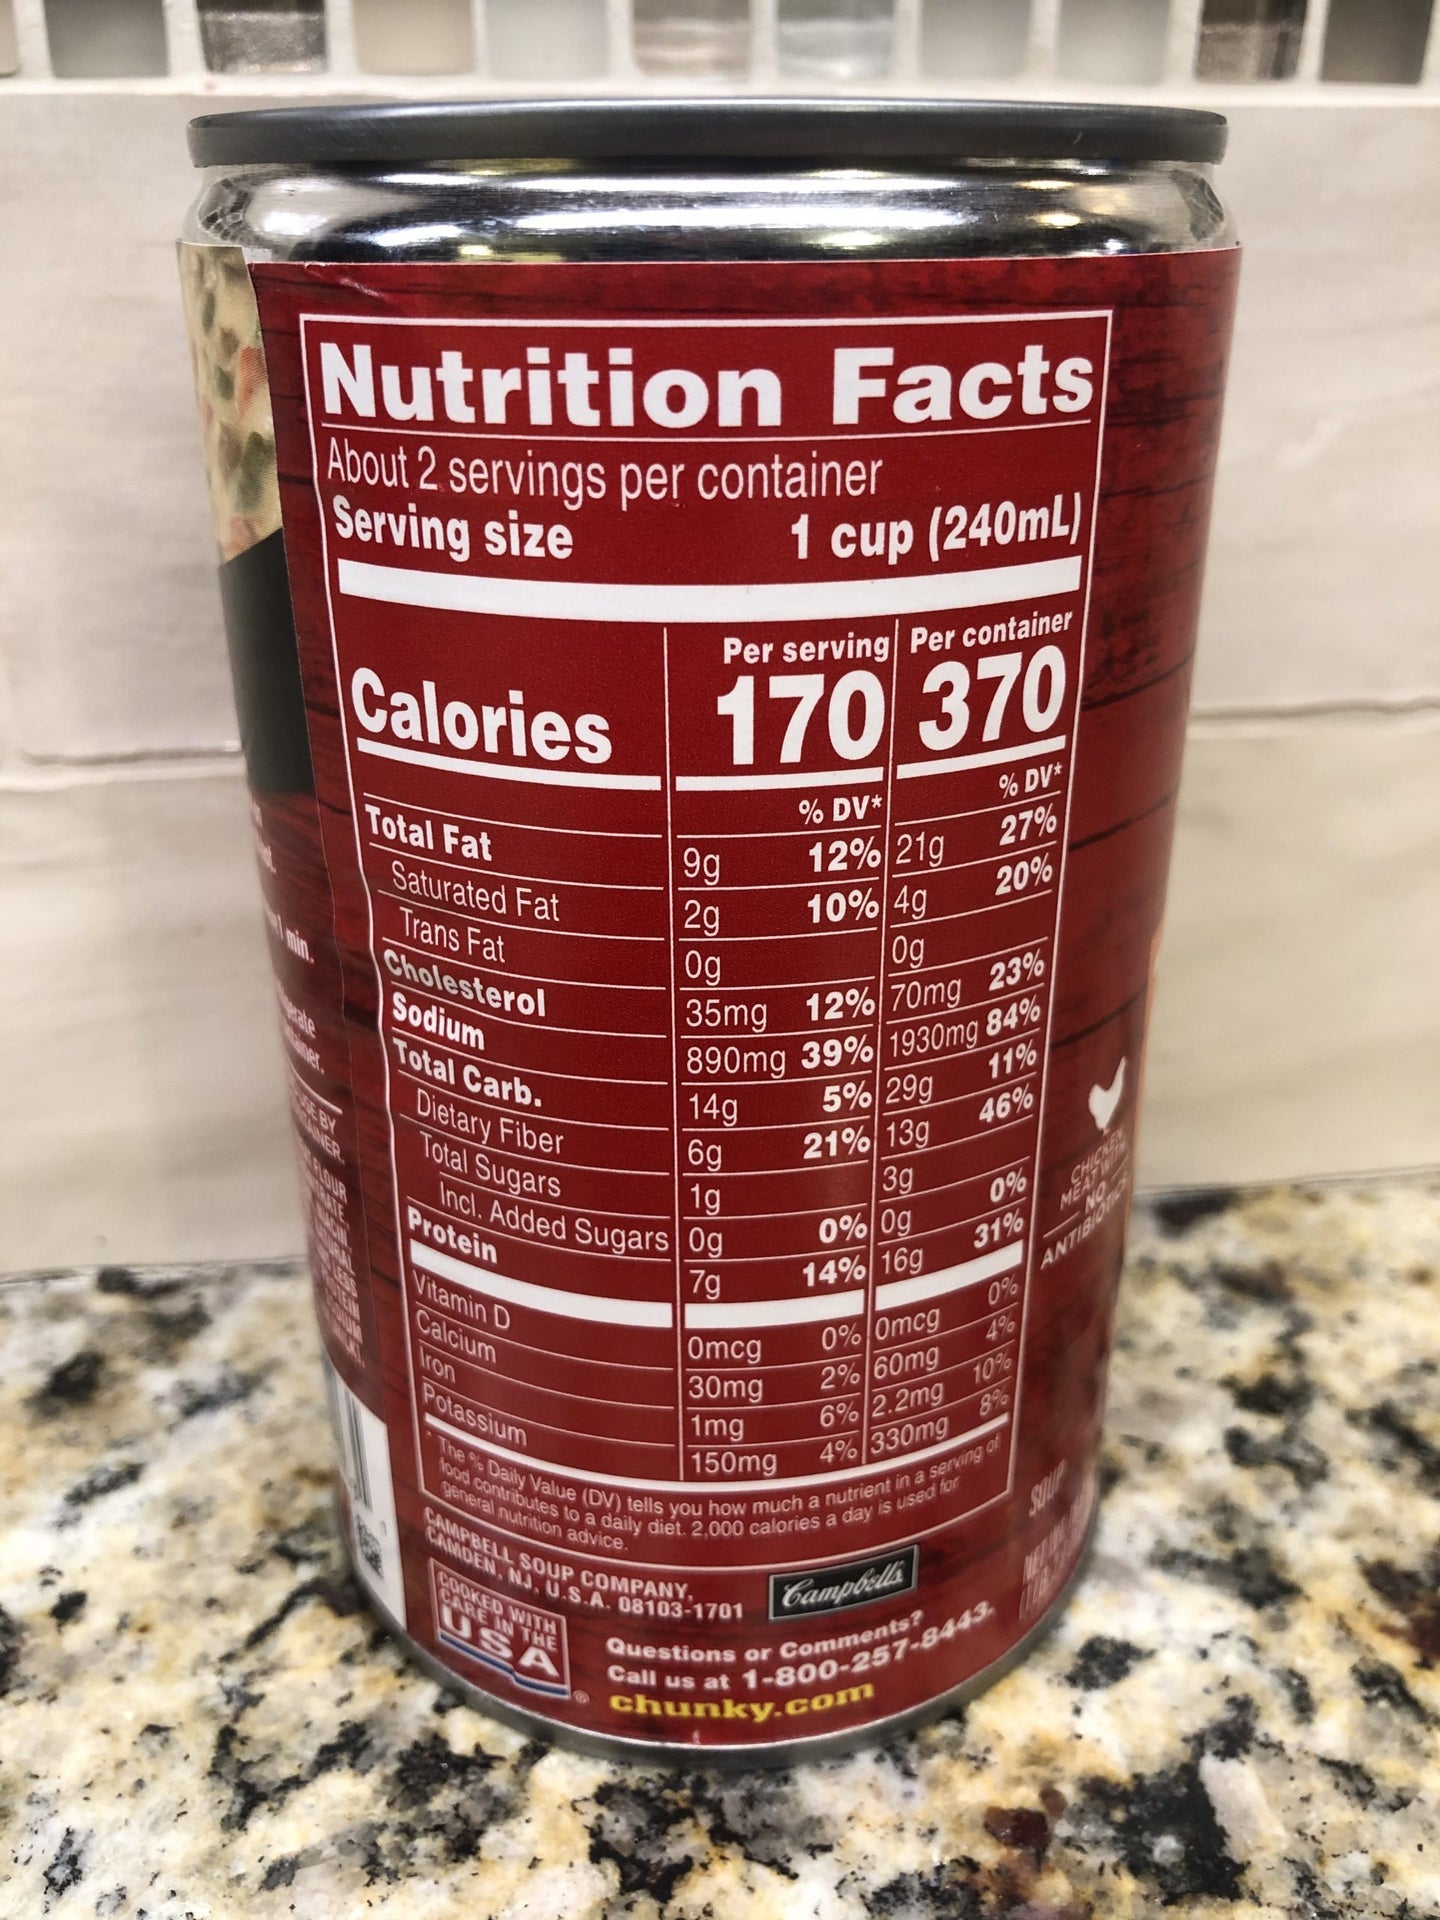 Nutrition Facts
About 2 servings per container
Serving size 1 cup (240mL)
Per serving Per container
Calories 170 370
% DV* % DV*
Total Fat 9g 12% 21g 27%
Saturated Fat 2g 10% 4g 20%
Trans Fat 0g 0g
Cholesterol 35mg 12% 70mg 23%
Sodium 890mg 39% 1930mg 84%
Total Carb. 14g 5% 29g 11%
Dietary Fiber 6g 21% 13g 46%
Total Sugars 1g 3g
Incl. Added Sugars 0g 0% 0g 0%
Protein 7g 14% 16g 31%
Vitamin D 0mcg 0% 0mcg 0%
Calcium 30mg 2% 60mg 4%
Iron 1mg 6% 2.2mg 10%
Potassium 150mg 4% 330mg 8%
* The % Daily Value (DV) tells you how much a nutrient in a serving of
food contributes to a daily diet. 2,000 calories a day is used for
general nutrition advice.
CAMPBELL SOUP COMPANY,
CAMDEN, NJ, U.S.A. 08103-1701
Campbell's
COOKED WITH
CARE IN THE
USA
®
Questions or Comments?
Call us at 1-800-257-8443.
chunky.com
CHICKEN
MEAT WITH
NO
ANTIBIOTICS
SOUP
min.